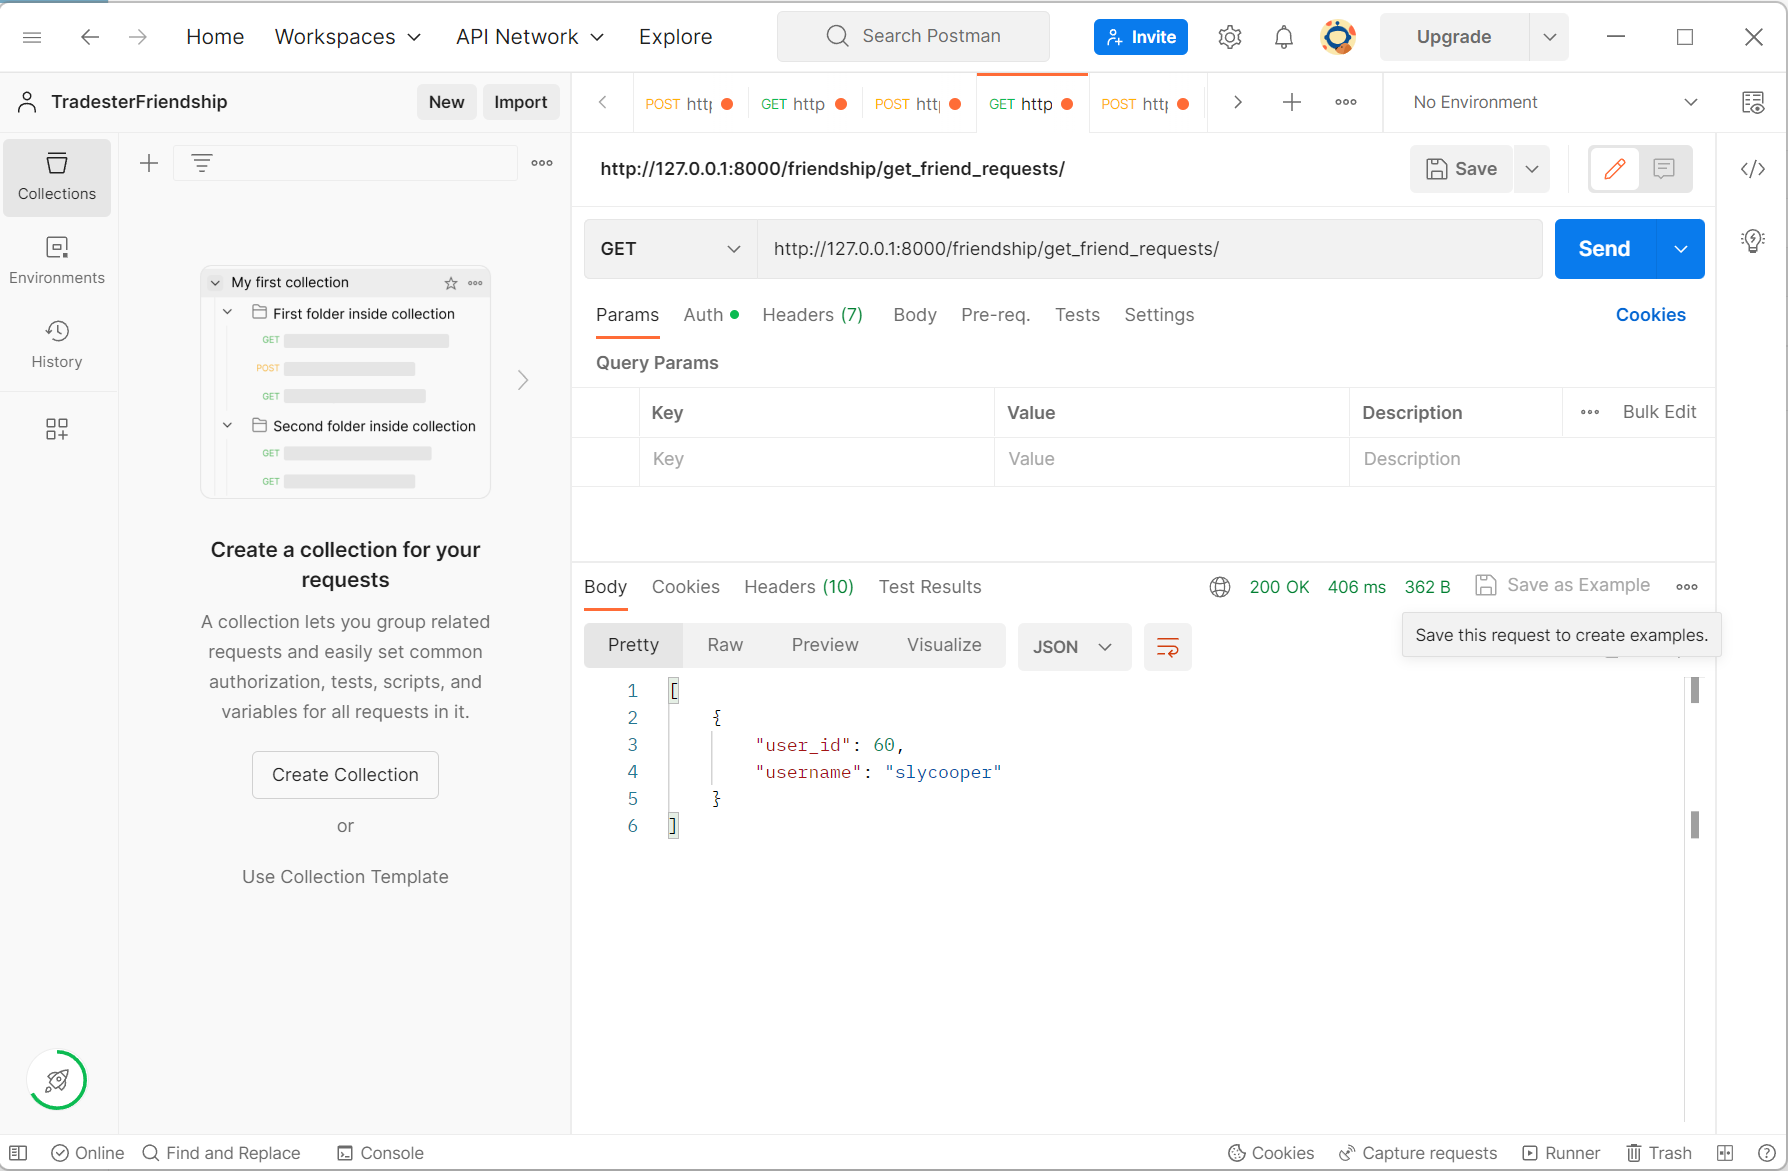 Home Workspaces API Network Explore Search Postman Invite Upgrade
TradesterFriendship New Import
POST http GET http POST http GET http POST http No Environment
Collections
Environments
History
My first collection
First folder inside collection
GET
POST
GET
Second folder inside collection
GET
GET
Create a collection for your
requests
A collection lets you group related
requests and easily set common
authorization, tests, scripts, and
variables for all requests in it.
Create Collection
or
Use Collection Template
http://127.0.0.1:8000/friendship/get_friend_requests/ Save
GET http://127.0.0.1:8000/friendship/get_friend_requests/ Send
Params Auth Headers (7) Body Pre-req. Tests Settings Cookies
Query Params
Key Value Description Bulk Edit
Key Value Description
Body Cookies Headers (10) Test Results 200 OK 406 ms 362 B Save as Example
Save this request to create examples.
Pretty Raw Preview Visualize JSON
1 [
2 {
3 "user_id": 60,
4 "username": "slycooper"
5 }
6 ]
Online Find and Replace Console Cookies Capture requests Runner Trash